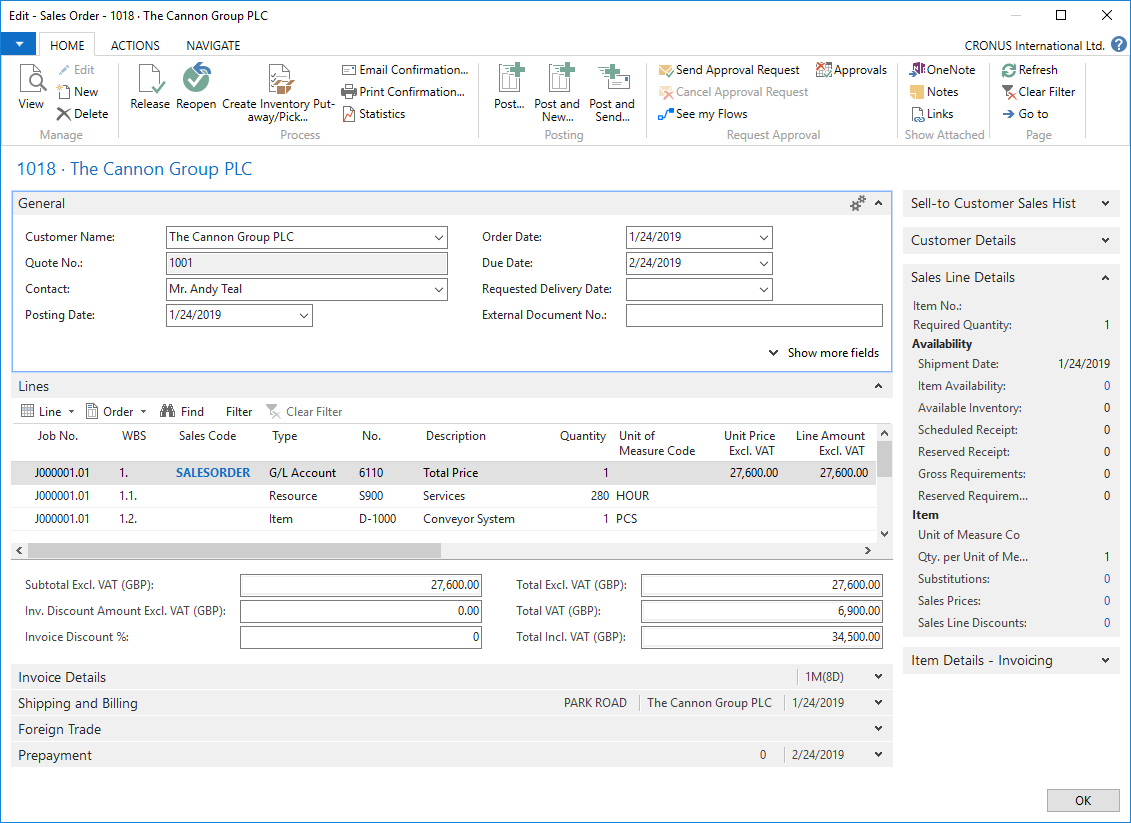 Edit - Sales Order - 1018 · The Cannon Group PLC
HOME ACTIONS NAVIGATE CRONUS International Ltd. ?
View
Edit
New
Delete
Manage
Release
Reopen
Create Inventory Put-
away/Pick...
Email Confirmation...
Print Confirmation...
Statistics
Process
Post...
Post and
New...
Post and
Send...
Posting
Send Approval Request
Cancel Approval Request
See my Flows
Approvals
Request Approval
OneNote
Notes
Links
Show Attached
Refresh
Clear Filter
Go to
Page
1018 · The Cannon Group PLC
General
Customer Name: The Cannon Group PLC
Quote No.: 1001
Contact: Mr. Andy Teal
Posting Date: 1/24/2019
Order Date: 1/24/2019
Due Date: 2/24/2019
Requested Delivery Date:
External Document No.:
Show more fields
Lines
Line Order Find Filter Clear Filter
Job No. WBS Sales Code Type No. Description Quantity Unit of Measure Code Unit Price Excl. VAT Line Amount Excl. VAT
J000001.01 1. SALESORDER G/L Account 6110 Total Price 1 27,600.00 27,600.00
J000001.01 1.1. Resource S900 Services 280 HOUR
J000001.01 1.2. Item D-1000 Conveyor System 1 PCS
Subtotal Excl. VAT (GBP): 27,600.00
Inv. Discount Amount Excl. VAT (GBP): 0.00
Invoice Discount %: 0
Total Excl. VAT (GBP): 27,600.00
Total VAT (GBP): 6,900.00
Total Incl. VAT (GBP): 34,500.00
Invoice Details 1M(8D)
Shipping and Billing PARK ROAD The Cannon Group PLC 1/24/2019
Foreign Trade
Prepayment 0 2/24/2019
Sell-to Customer Sales Hist
Customer Details
Sales Line Details
Item No.:
Required Quantity: 1
Availability
Shipment Date: 1/24/2019
Item Availability: 0
Available Inventory: 0
Scheduled Receipt: 0
Reserved Receipt: 0
Gross Requirements: 0
Reserved Requirem... 0
Item
Unit of Measure Co
Qty. per Unit of Me... 1
Substitutions: 0
Sales Prices: 0
Sales Line Discounts: 0
Item Details - Invoicing
OK